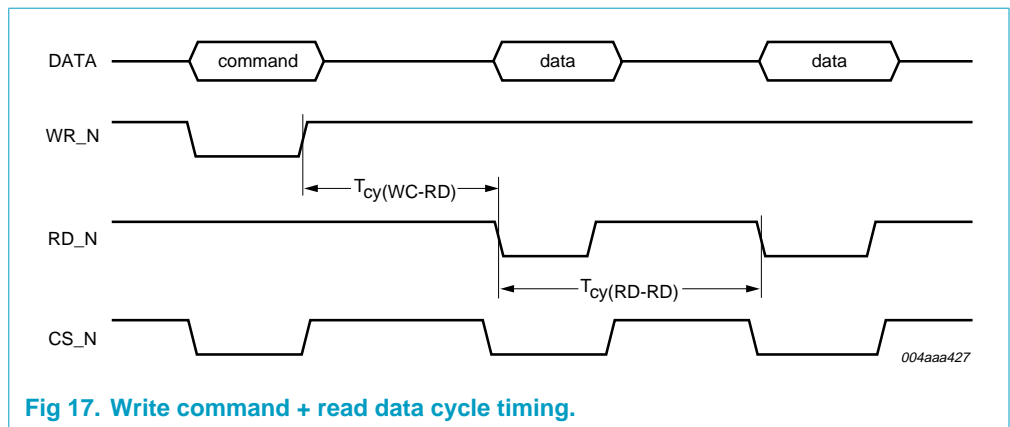 DATA command data data
WR_N
Tcy(WC-RD)
RD_N
Tcy(RD-RD)
CS_N
004aaa427
Fig 17. Write command + read data cycle timing.